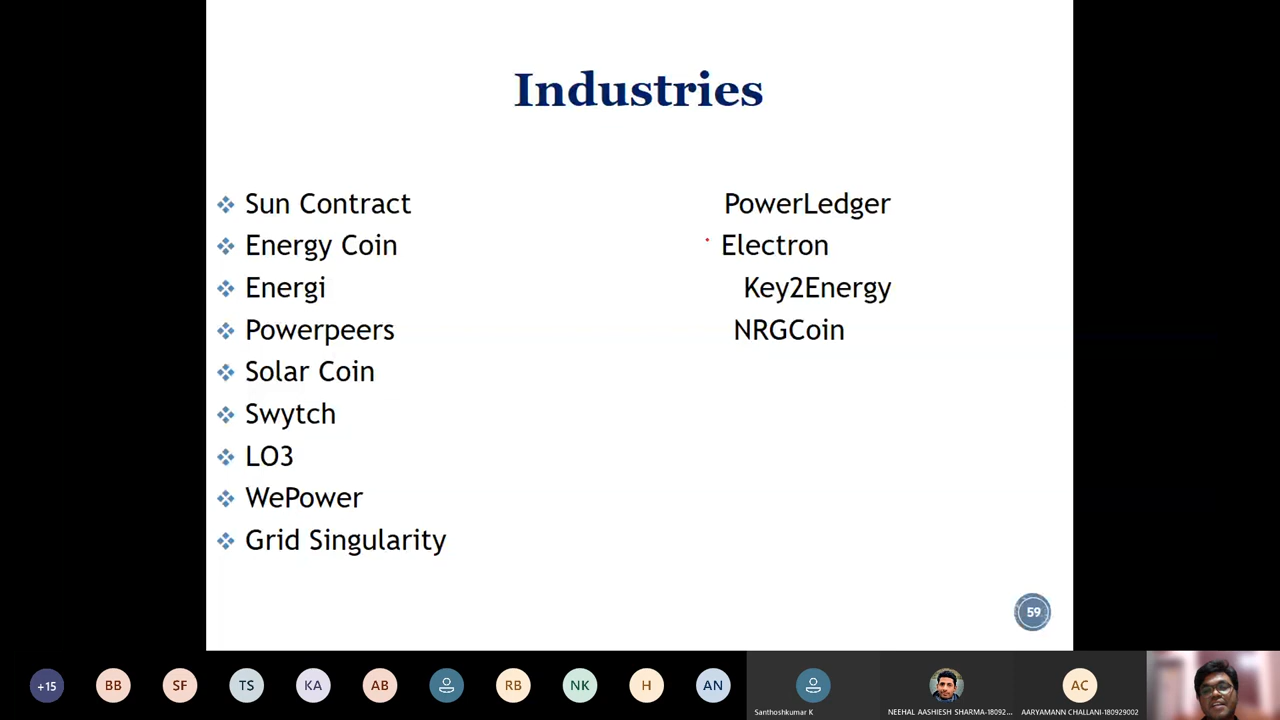 Industries
Sun Contract PowerLedger
Energy Coin Electron
Energi Key2Energy
Powerpeers NRGCoin
Solar Coin
Swytch
LO3
WePower
Grid Singularity
59
+15 BB SF TS KA AB RB NK H AN AC
Santhoshkumar K NEEHAL AASHIESH SHARMA-18092... AARYAMANN CHALLANI-180929002